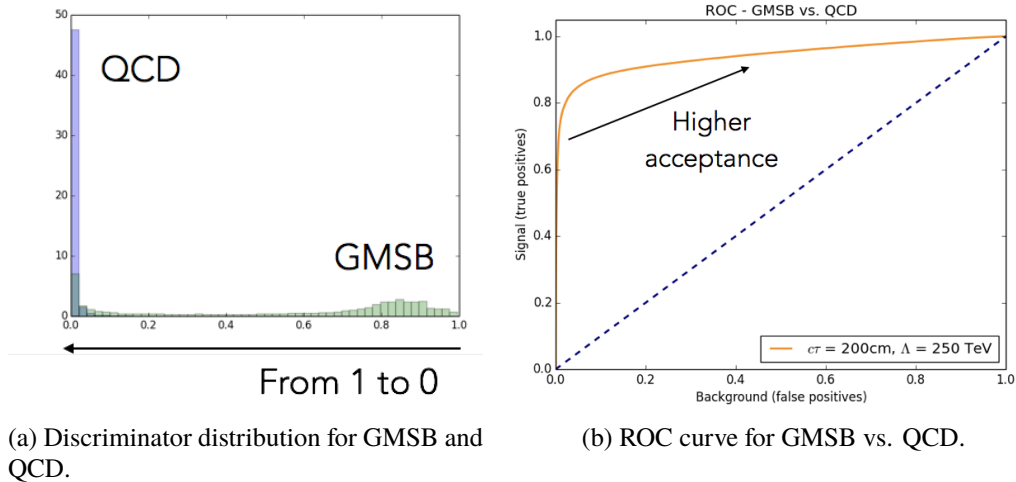 50
40
30
20
10
0
0.0 0.2 0.4 0.6 0.8 1.0
QCD
GMSB
From 1 to 0
(a) Discriminator distribution for GMSB and
QCD.
ROC - GMSB vs. QCD
Signal (true positives)
1.0
0.8
0.6
0.4
0.2
0.0
Higher
acceptance
cτ = 200cm, Λ = 250 TeV
0.0 0.2 0.4 0.6 0.8 1.0
Background (false positives)
(b) ROC curve for GMSB vs. QCD.